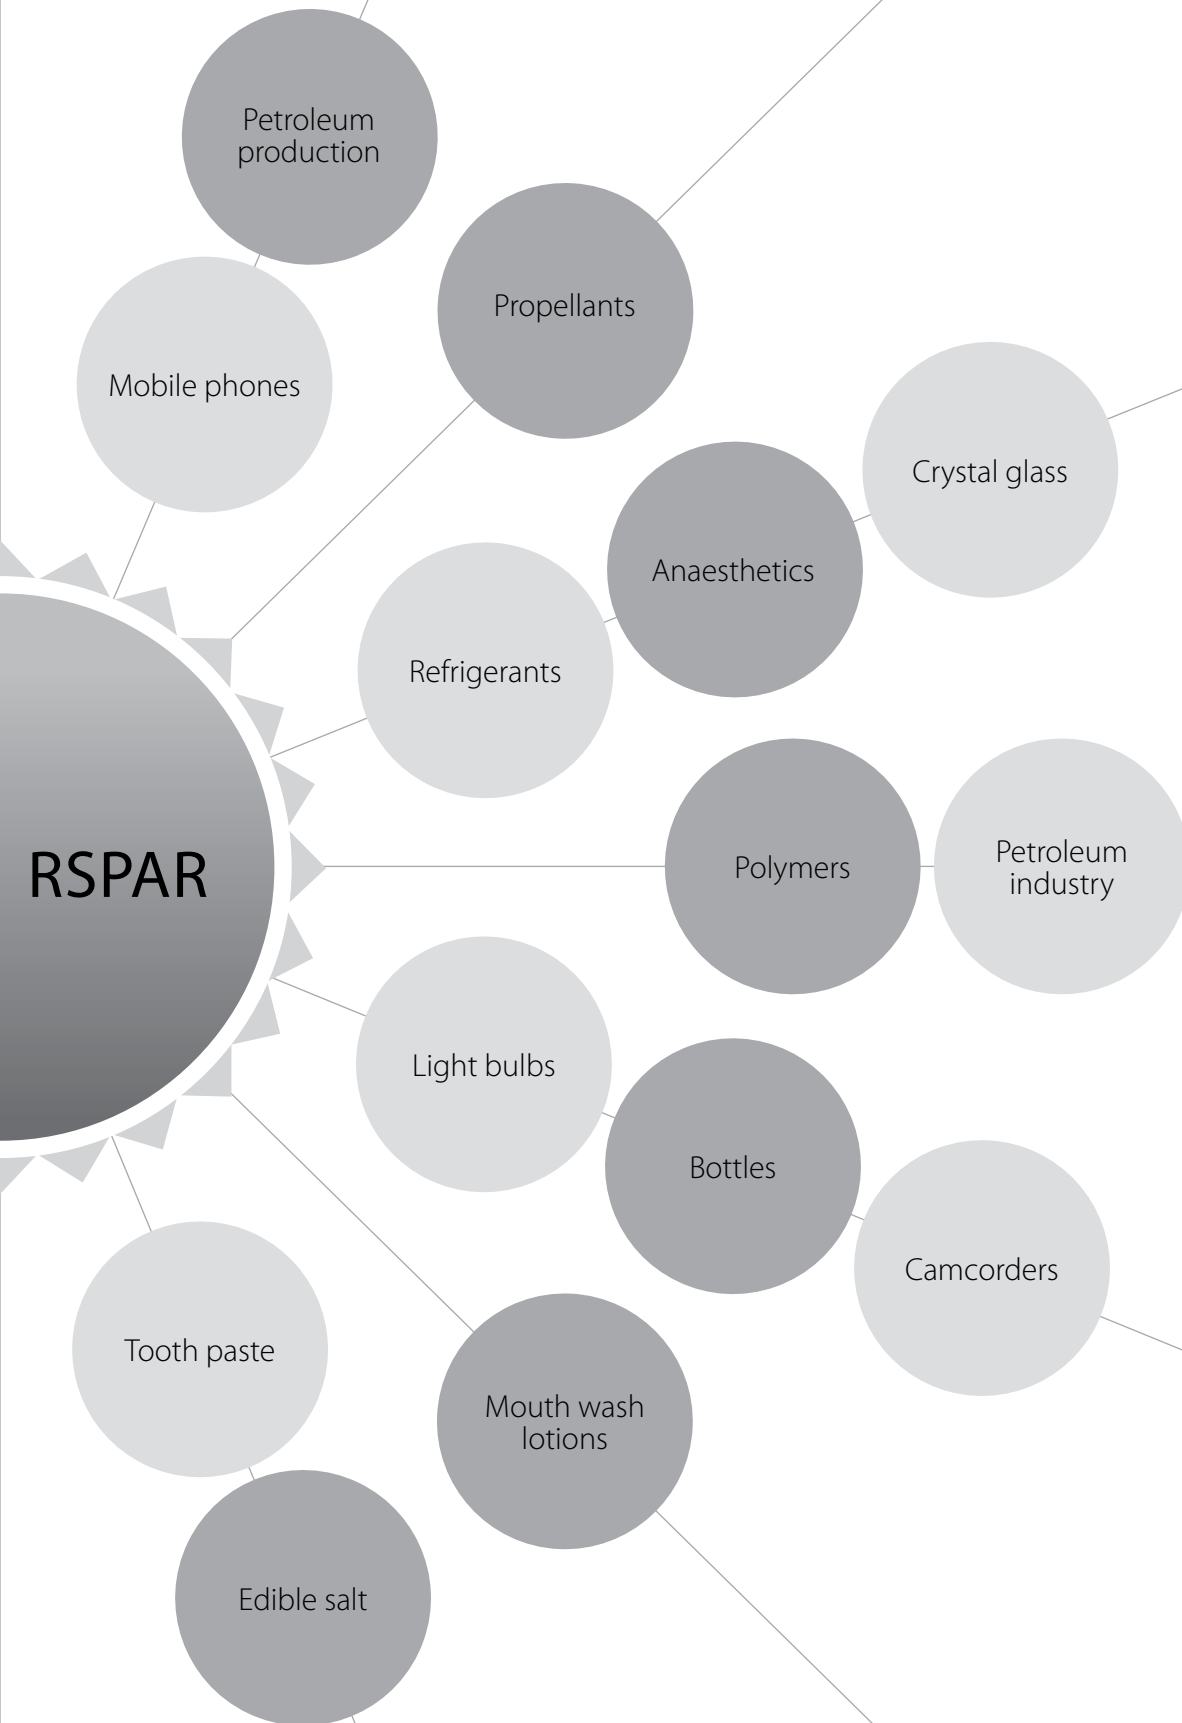 Petroleum
production
Propellants
Mobile phones
Crystal glass
Anaesthetics
Refrigerants
RSPAR
Polymers
Petroleum
industry
Light bulbs
Bottles
Camcorders
Tooth paste
Mouth wash
lotions
Edible salt